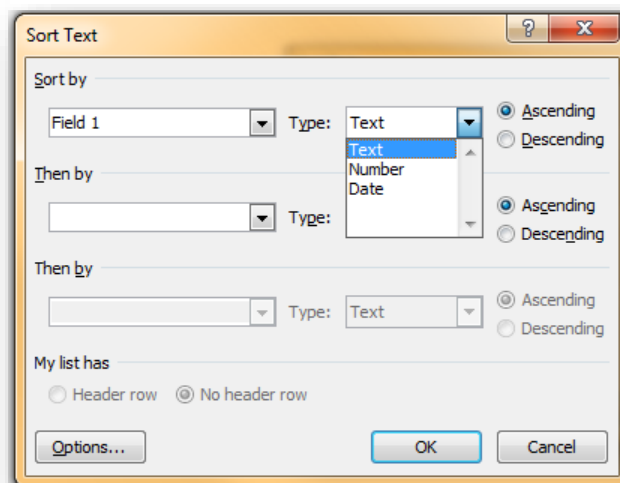 Sort Text
Sort by
Field 1 Type: Text Ascending
Descending
Text
Number
Date
Then by
Type: Ascending
Descending
Then by
Type: Text Ascending
Descending
My list has
Header row No header row
Options... OK Cancel